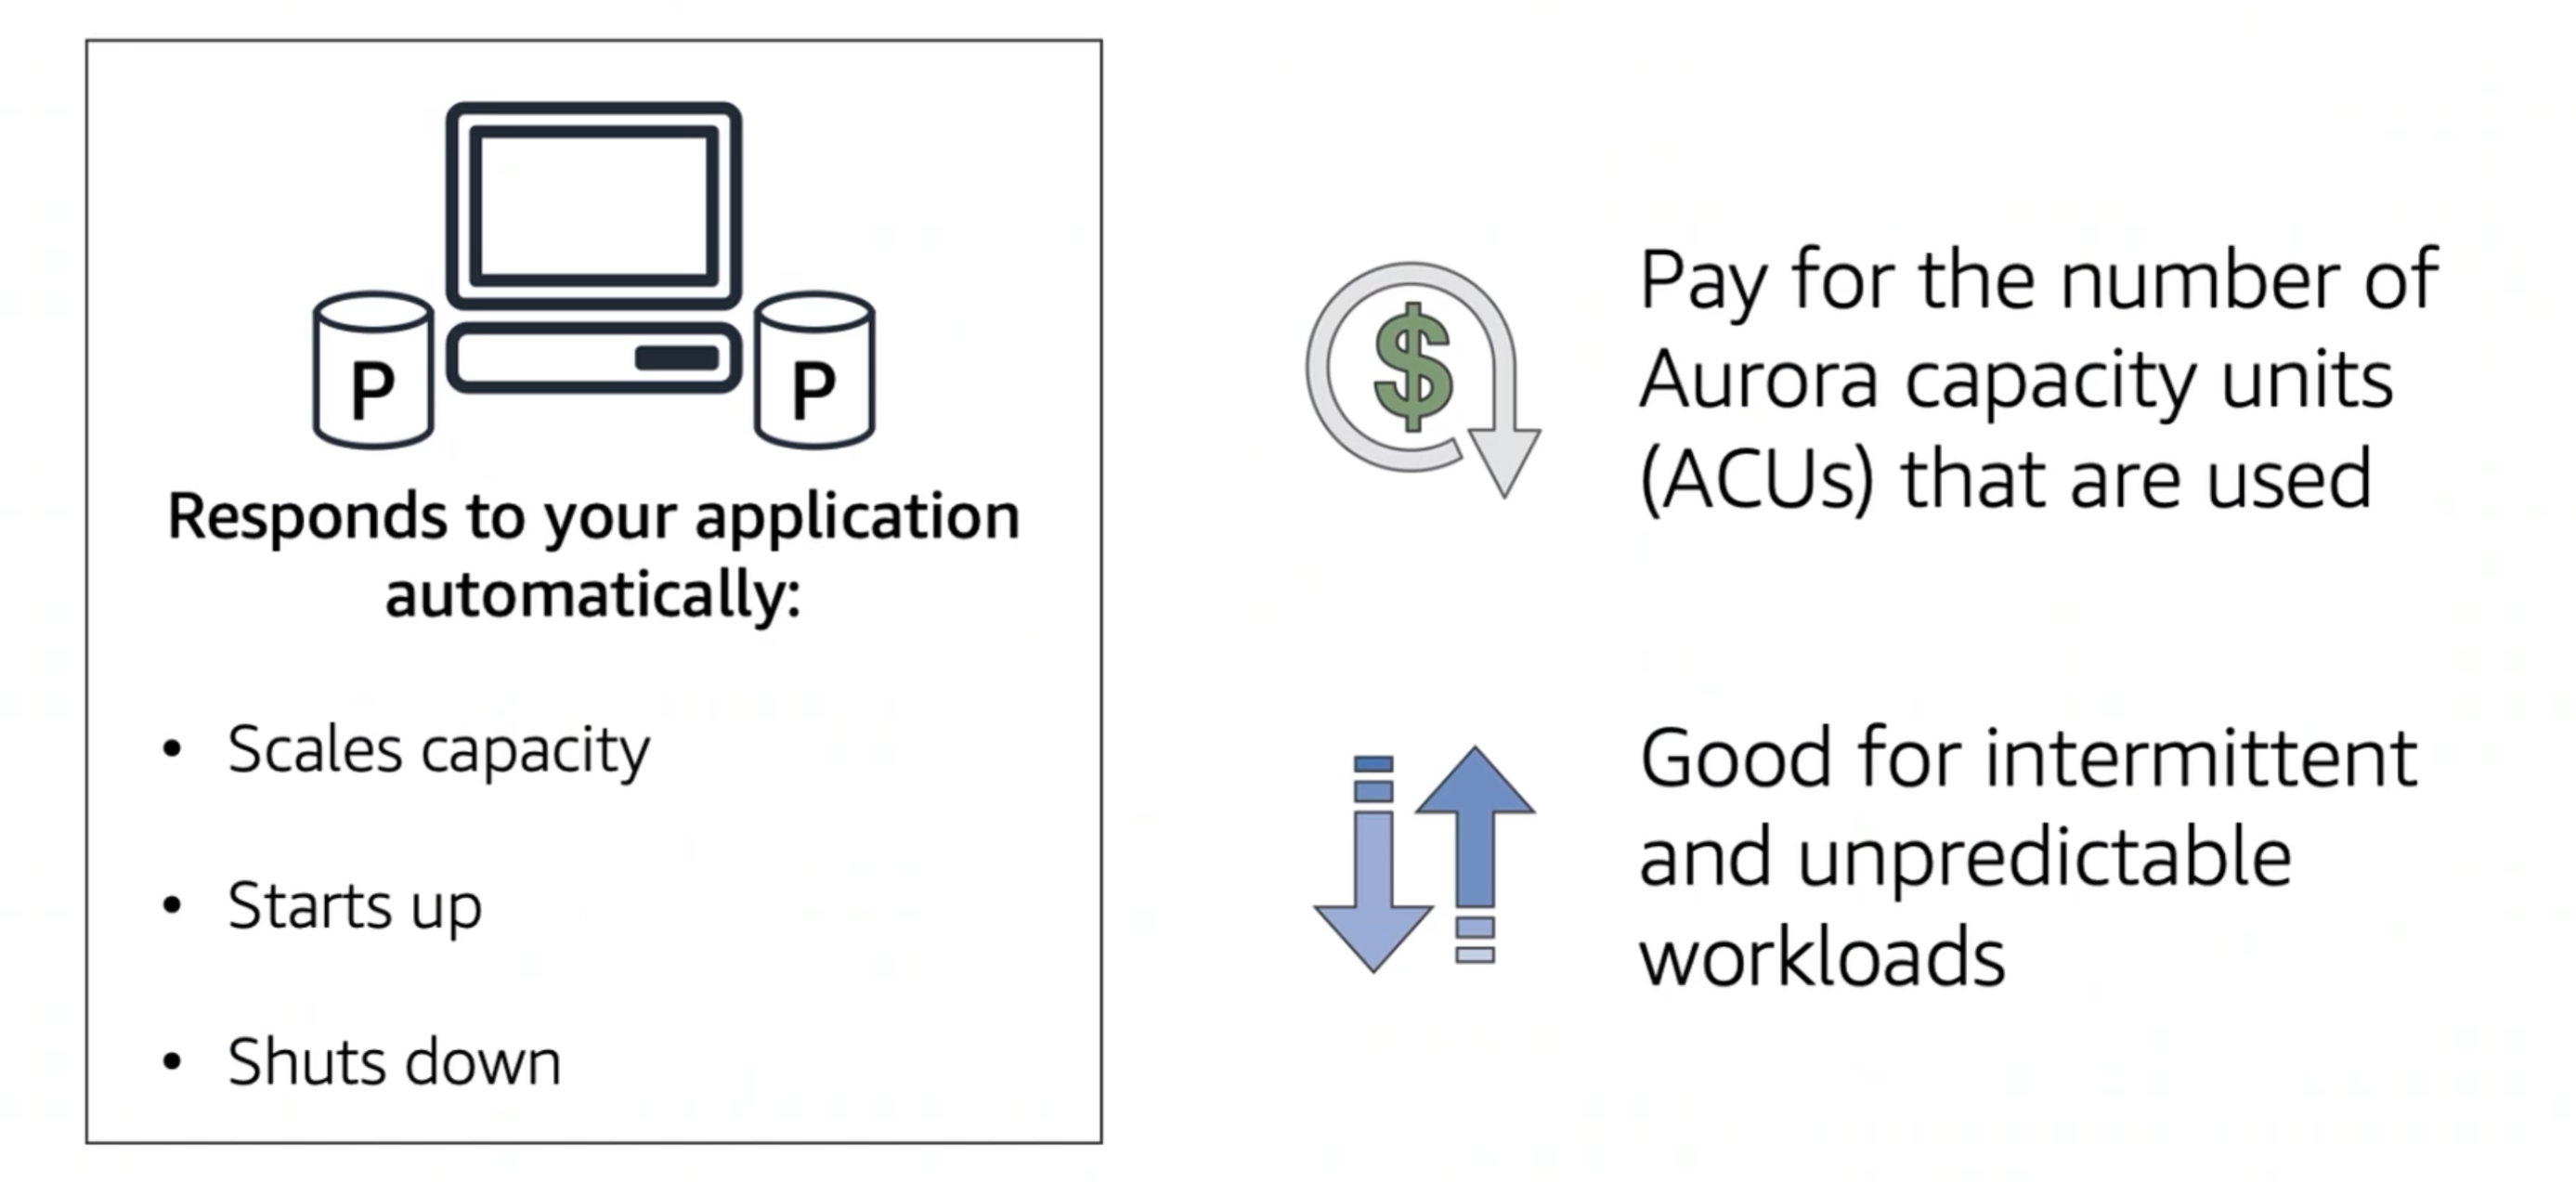 P
P
Responds to your application
automatically:
• Scales capacity
• Starts up
• Shuts down
$
Pay for the number of
Aurora capacity units
(ACUs) that are used
Good for intermittent
and unpredictable
workloads